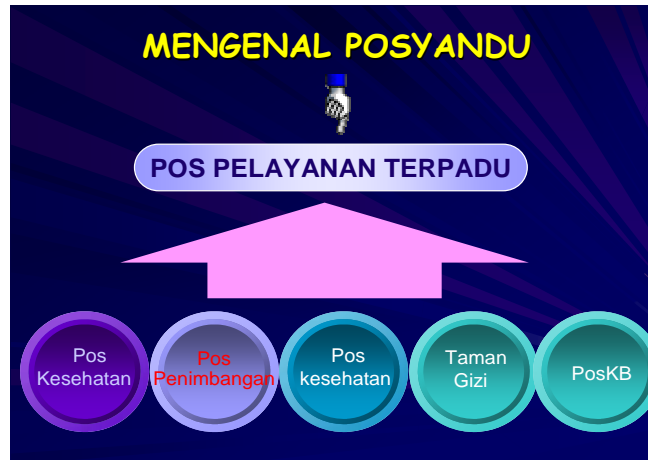 MENGENAL POSYANDU
POS PELAYANAN TERPADU
Pos
Kesehatan
Pos
Penimbangan
Pos
kesehatan
Taman
Gizi
PosKB